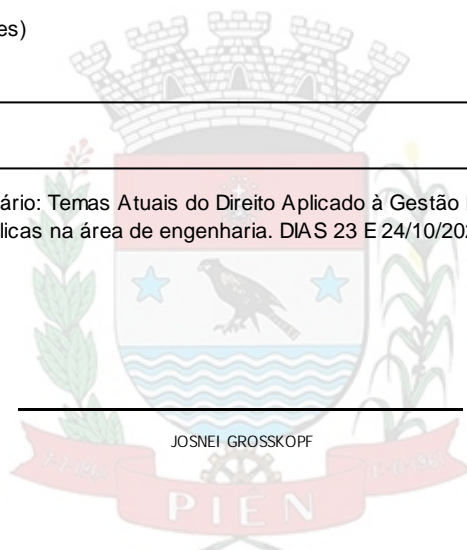 es)
ário: Temas Atuais do Direito Aplicado à Gestão
licas na área de engenharia. DIAS 23 E 24/10/20
JOSNEI GROSSKOPF
PIÊN